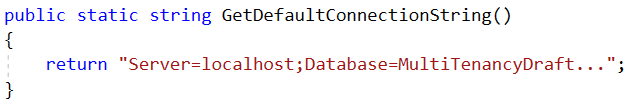 public static string GetDefaultConnectionString()
{
    return "Server=localhost;Database=MultiTenancyDraft...";
}